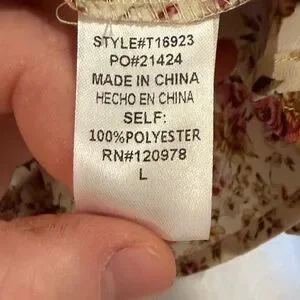 STYLE#T16923
PO#21424
MADE IN CHINA
HECHO EN CHINA
SELF:
100%POLYESTER
RN#120978
L